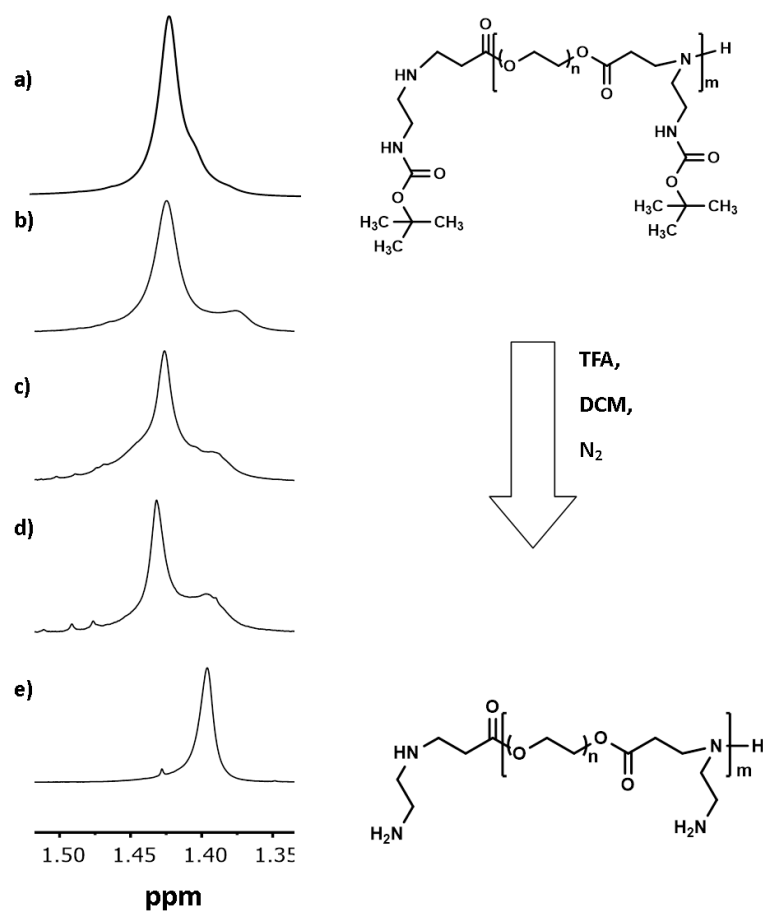 a)
O
O
O
n
O
N
H
m
HN
O
HN
HN
O
O
O
O
H₃C
CH₃
H₃C
H₃C
CH₃
H₃C
b)
TFA,
DCM,
N₂
c)
d)
e)
O
HN
O
n
O
O
N
H
m
H₂N
H₂N
1.50 1.45 1.40 1.35
ppm